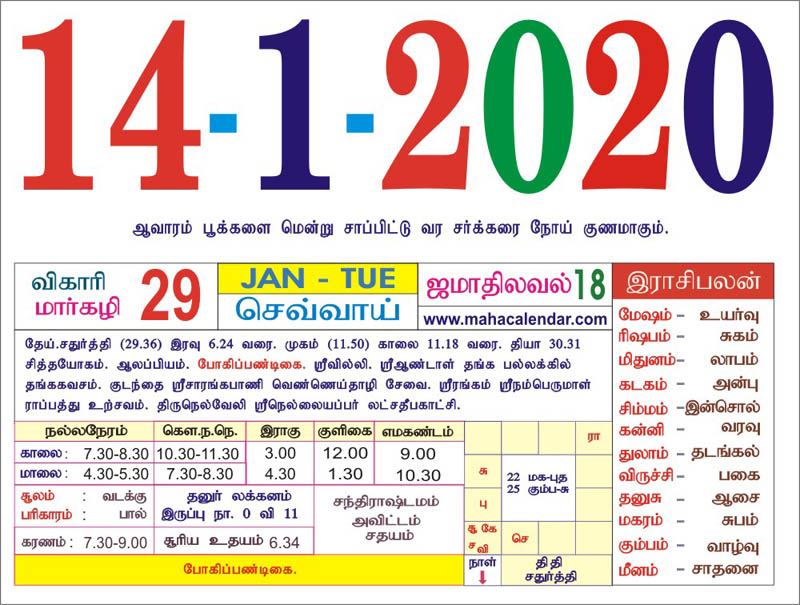 14-1-2020
ஆவாரம் பூக்களை மென்று சாப்பிட்டு வர சர்க்கரை நோய் குணமாகும்.
விகாரி
மார்கழி 29
JAN - TUE
செவ்வாய்
ஜமாதிலவல் 18
www.mahacalendar.com
தேய்.சதுர்த்தி (29.36) இரவு 6.24 வரை. முகம் (11.50) காலை 11.18 வரை. தியா 30.31
சித்தயோகம். ஆலப்பியம். போகிப்பண்டிகை. ஸ்ரீவில்லி. ஸ்ரீஆண்டாள் தங்க பல்லக்கில்
தங்ககவசம். குடந்தை ஸ்ரீசாரங்கபாணி வெண்ணெய்தாழி சேவை. ஸ்ரீரங்கம் ஸ்ரீநம்பெருமாள்
ராப்பத்து உற்சவம். திருநெல்வேலி ஸ்ரீநெல்லையப்பர் லட்சதீபகாட்சி.
நல்லநேரம் கௌ.ந.நெ. இராகு குளிகை எமகண்டம்
காலை : 7.30-8.30 10.30-11.30 3.00 12.00 9.00
மாலை : 4.30-5.30 7.30-8.30 4.30 1.30 10.30
சூலம் : வடக்கு
பரிகாரம் : பால்
தனுர் லக்கனம்
இருப்பு நா. 0 வி 11
சந்திராஷ்டமம்
அவிட்டம்
சதயம்
கரணம் : 7.30-9.00 சூரிய உதயம் 6.34
போகிப்பண்டிகை.
ரா
சு
பு
22 மக-புத
25 கும்ப-சு
சூ கே
ச வி
செ
நாள்
↓
திதி
சதுர்த்தி
இராசிபலன்
மேஷம் – உயர்வு
ரிஷபம் – சுகம்
மிதுனம் – லாபம்
கடகம் – அன்பு
சிம்மம் – இன்சொல்
கன்னி – வரவு
துலாம் – தடங்கல்
விருச்சி – பகை
தனுசு – ஆசை
மகரம் – சுபம்
கும்பம் – வாழ்வு
மீனம் – சாதனை